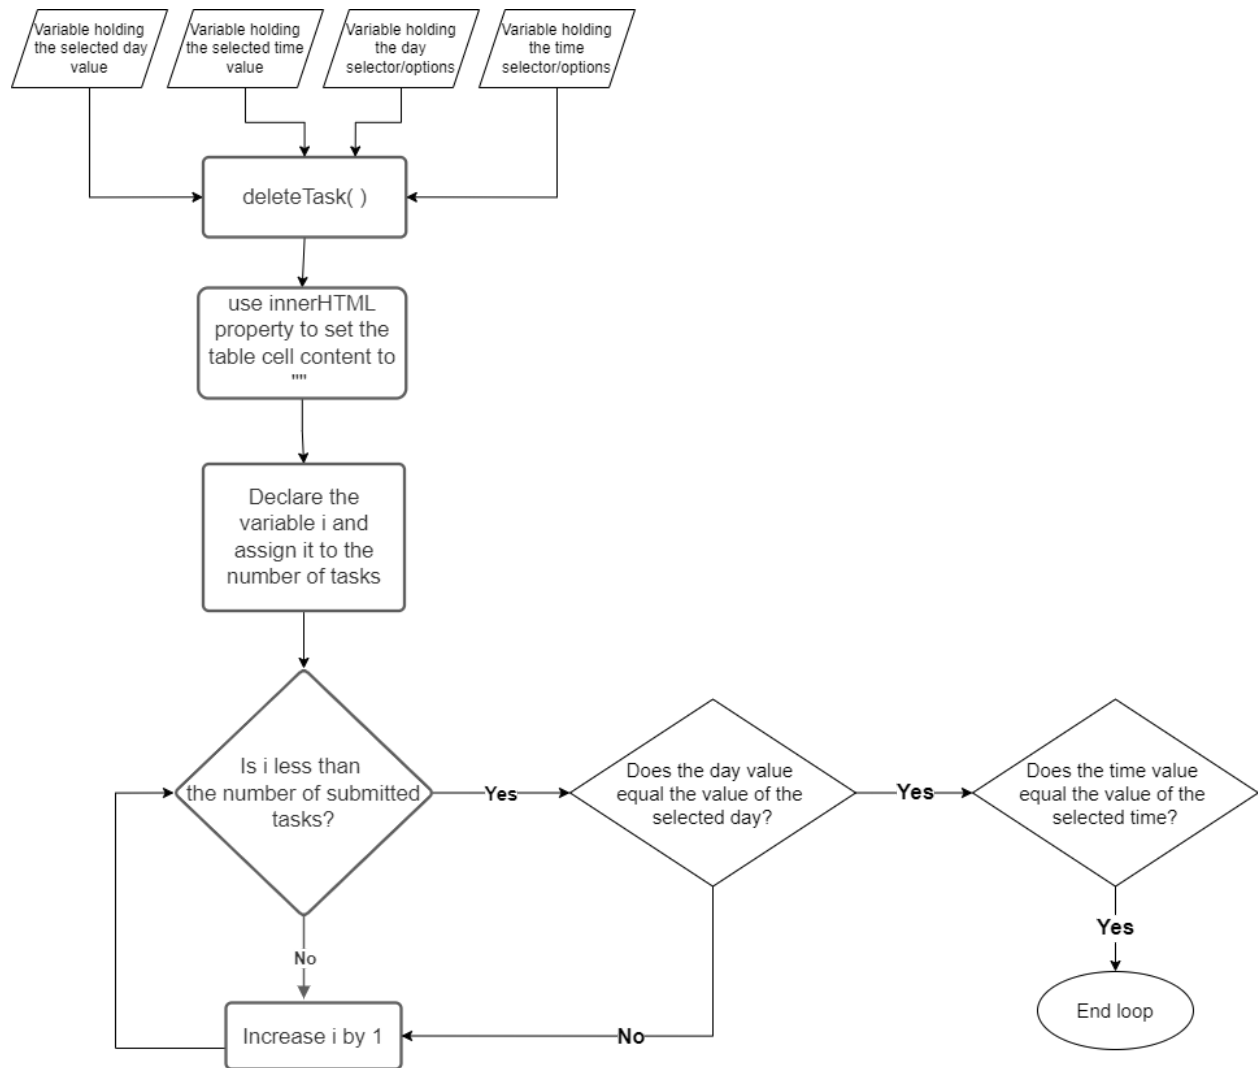 Variable holding
the selected day
value
Variable holding
the selected time
value
Variable holding
the day
selector/options
Variable holding
the time
selector/options
deleteTask( )
use innerHTML
property to set the
table cell content to
""
Declare the
variable i and
assign it to the
number of tasks
Is i less than
the number of submitted
tasks?
Yes
Does the day value
equal the value of the
selected day?
Yes
Does the time value
equal the value of the
selected time?
Yes
No
Increase i by 1
No
End loop